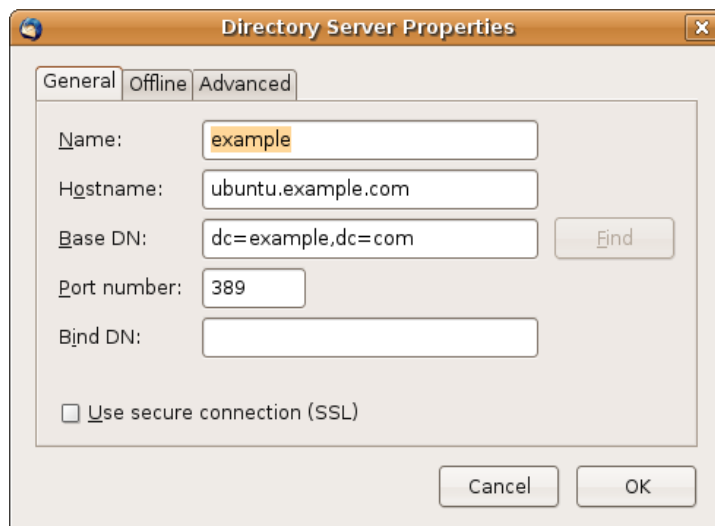 Directory Server Properties
General Offline Advanced
Name: example
Hostname: ubuntu.example.com
Base DN: dc=example,dc=com Find
Port number: 389
Bind DN:
Use secure connection (SSL)
Cancel OK